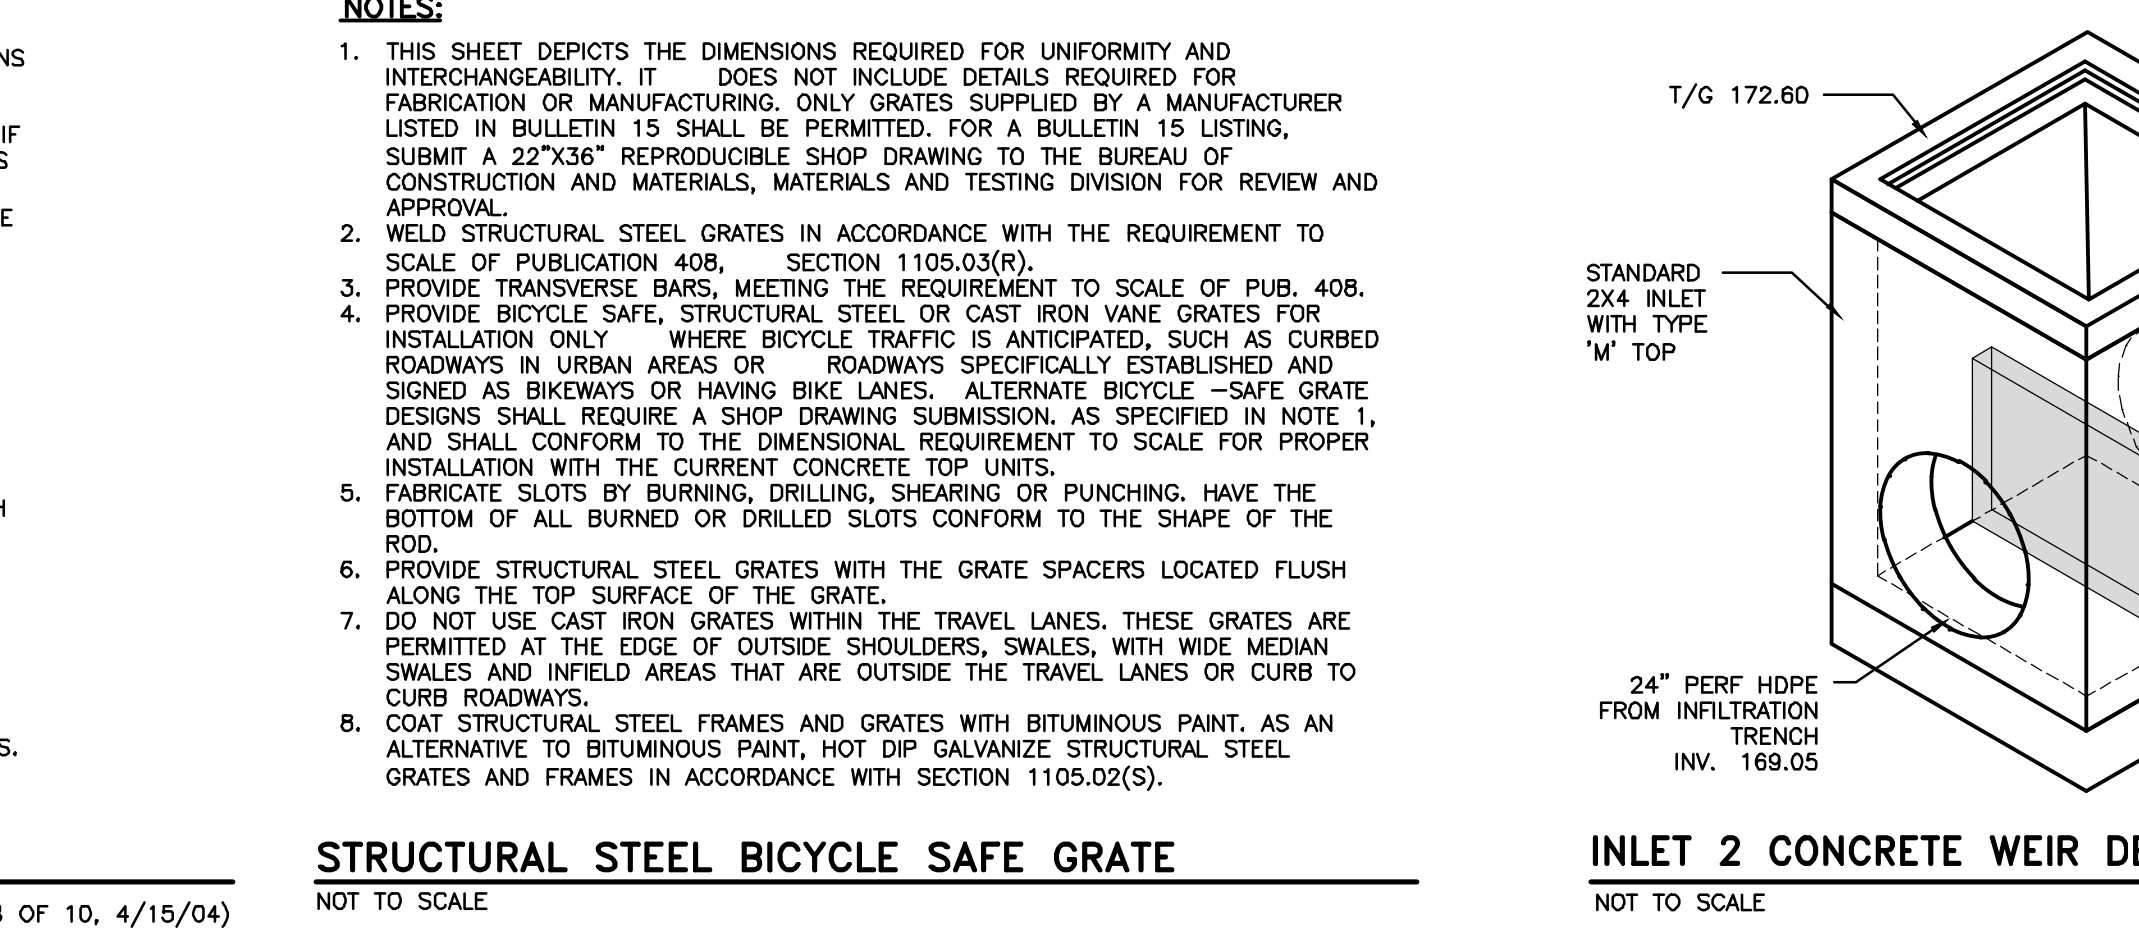 NS
IF
S
E
H
S.
OF 10, 4/15/04)
NOTES:
1. THIS SHEET DEPICTS THE DIMENSIONS REQUIRED FOR UNIFORMITY AND
INTERCHANGEABILITY. IT DOES NOT INCLUDE DETAILS REQUIRED FOR
FABRICATION OR MANUFACTURING. ONLY GRATES SUPPLIED BY A MANUFACTURER
LISTED IN BULLETIN 15 SHALL BE PERMITTED. FOR A BULLETIN 15 LISTING,
SUBMIT A 22"X36" REPRODUCIBLE SHOP DRAWING TO THE BUREAU OF
CONSTRUCTION AND MATERIALS, MATERIALS AND TESTING DIVISION FOR REVIEW AND
APPROVAL.
2. WELD STRUCTURAL STEEL GRATES IN ACCORDANCE WITH THE REQUIREMENT TO
SCALE OF PUBLICATION 408, SECTION 1105.03(R).
3. PROVIDE TRANSVERSE BARS, MEETING THE REQUIREMENT TO SCALE OF PUB. 408.
4. PROVIDE BICYCLE SAFE, STRUCTURAL STEEL OR CAST IRON VANE GRATES FOR
INSTALLATION ONLY WHERE BICYCLE TRAFFIC IS ANTICIPATED, SUCH AS CURBED
ROADWAYS IN URBAN AREAS OR ROADWAYS SPECIFICALLY ESTABLISHED AND
SIGNED AS BIKEWAYS OR HAVING BIKE LANES. ALTERNATE BICYCLE –SAFE GRATE
DESIGNS SHALL REQUIRE A SHOP DRAWING SUBMISSION. AS SPECIFIED IN NOTE 1,
AND SHALL CONFORM TO THE DIMENSIONAL REQUIREMENT TO SCALE FOR PROPER
INSTALLATION WITH THE CURRENT CONCRETE TOP UNITS.
5. FABRICATE SLOTS BY BURNING, DRILLING, SHEARING OR PUNCHING. HAVE THE
BOTTOM OF ALL BURNED OR DRILLED SLOTS CONFORM TO THE SHAPE OF THE
ROD.
6. PROVIDE STRUCTURAL STEEL GRATES WITH THE GRATE SPACERS LOCATED FLUSH
ALONG THE TOP SURFACE OF THE GRATE.
7. DO NOT USE CAST IRON GRATES WITHIN THE TRAVEL LANES. THESE GRATES ARE
PERMITTED AT THE EDGE OF OUTSIDE SHOULDERS, SWALES, WITH WIDE MEDIAN
SWALES AND INFIELD AREAS THAT ARE OUTSIDE THE TRAVEL LANES OR CURB TO
CURB ROADWAYS.
8. COAT STRUCTURAL STEEL FRAMES AND GRATES WITH BITUMINOUS PAINT. AS AN
ALTERNATIVE TO BITUMINOUS PAINT, HOT DIP GALVANIZE STRUCTURAL STEEL
GRATES AND FRAMES IN ACCORDANCE WITH SECTION 1105.02(S).
STRUCTURAL STEEL BICYCLE SAFE GRATE
NOT TO SCALE
T/G 172.60
STANDARD
2X4 INLET
WITH TYPE
'M' TOP
24" PERF HDPE
FROM INFILTRATION
TRENCH
INV. 169.05
INLET 2 CONCRETE WEIR
NOT TO SCALE